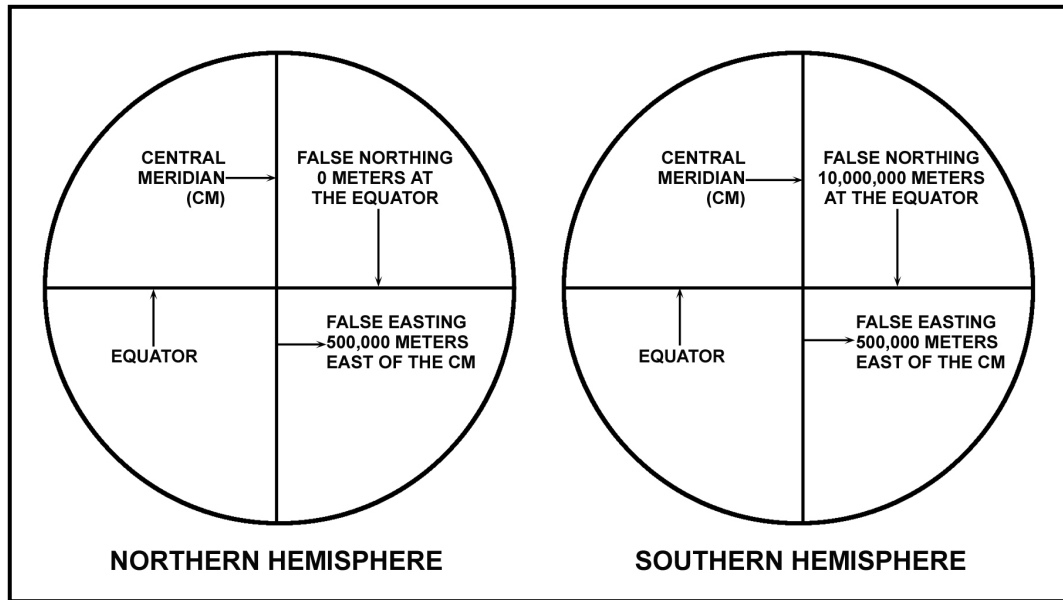 CENTRAL
MERIDIAN
(CM)
FALSE NORTHING
0 METERS AT
THE EQUATOR
EQUATOR
FALSE EASTING
500,000 METERS
EAST OF THE CM
NORTHERN HEMISPHERE
CENTRAL
MERIDIAN
(CM)
FALSE NORTHING
10,000,000 METERS
AT THE EQUATOR
EQUATOR
FALSE EASTING
500,000 METERS
EAST OF THE CM
SOUTHERN HEMISPHERE